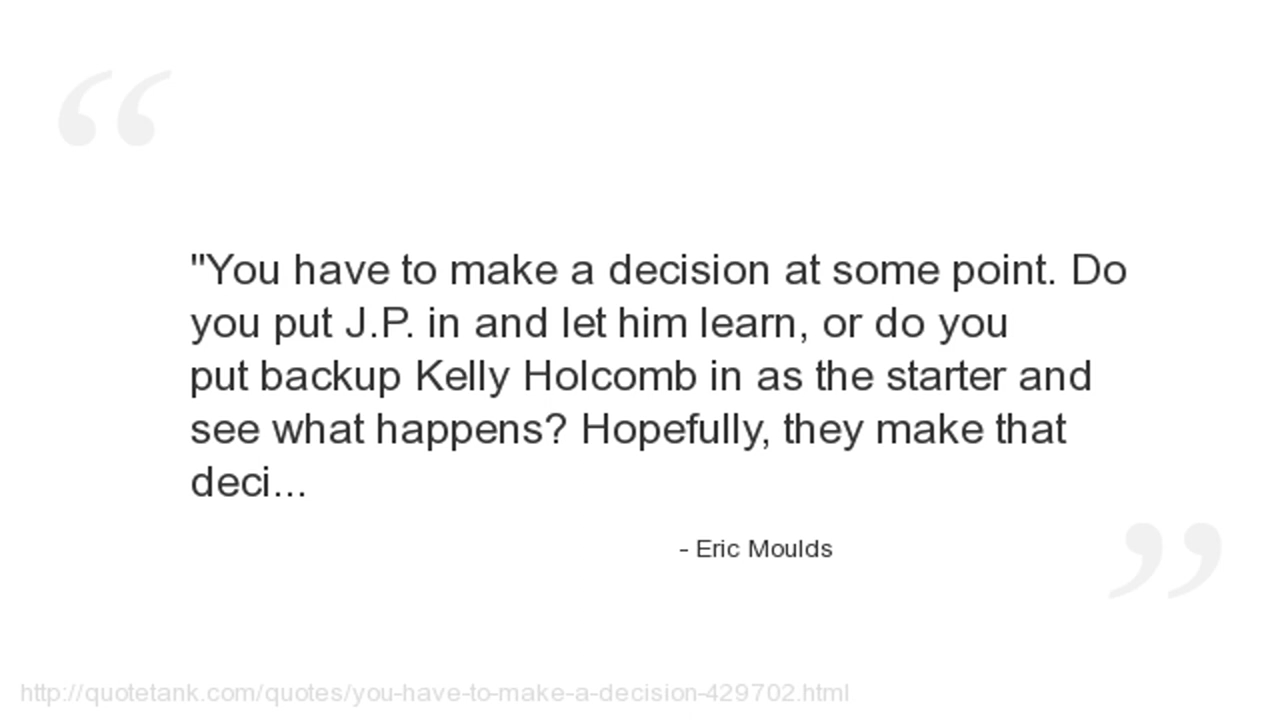 "You have to make a decision at some point. Do
you put J.P. in and let him learn, or do you
put backup Kelly Holcomb in as the starter and
see what happens? Hopefully, they make that
deci...
- Eric Moulds
http://quotetank.com/quotes/you-have-to-make-a-decision-429702.html